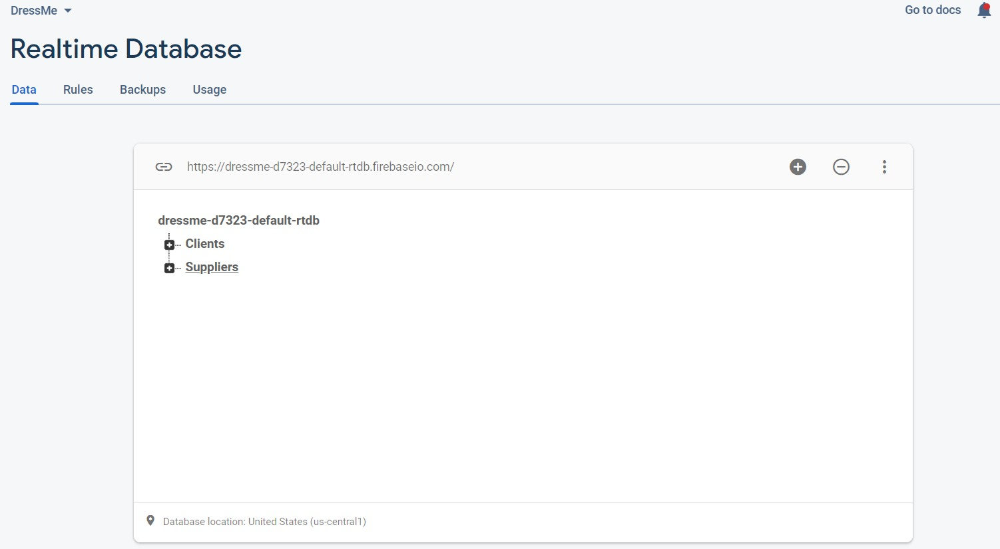 DressMe
Go to docs
Realtime Database
Data Rules Backups Usage
https://dressme-d7323-default-rtdb.firebaseio.com/
dressme-d7323-default-rtdb
Clients
Suppliers
Database location: United States (us-central1)